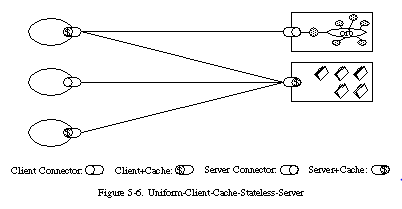 Client Connector: Client+Cache: Server Connector: Server+Cache:
Figure 5-6. Uniform-Client-Cache-Stateless-Server